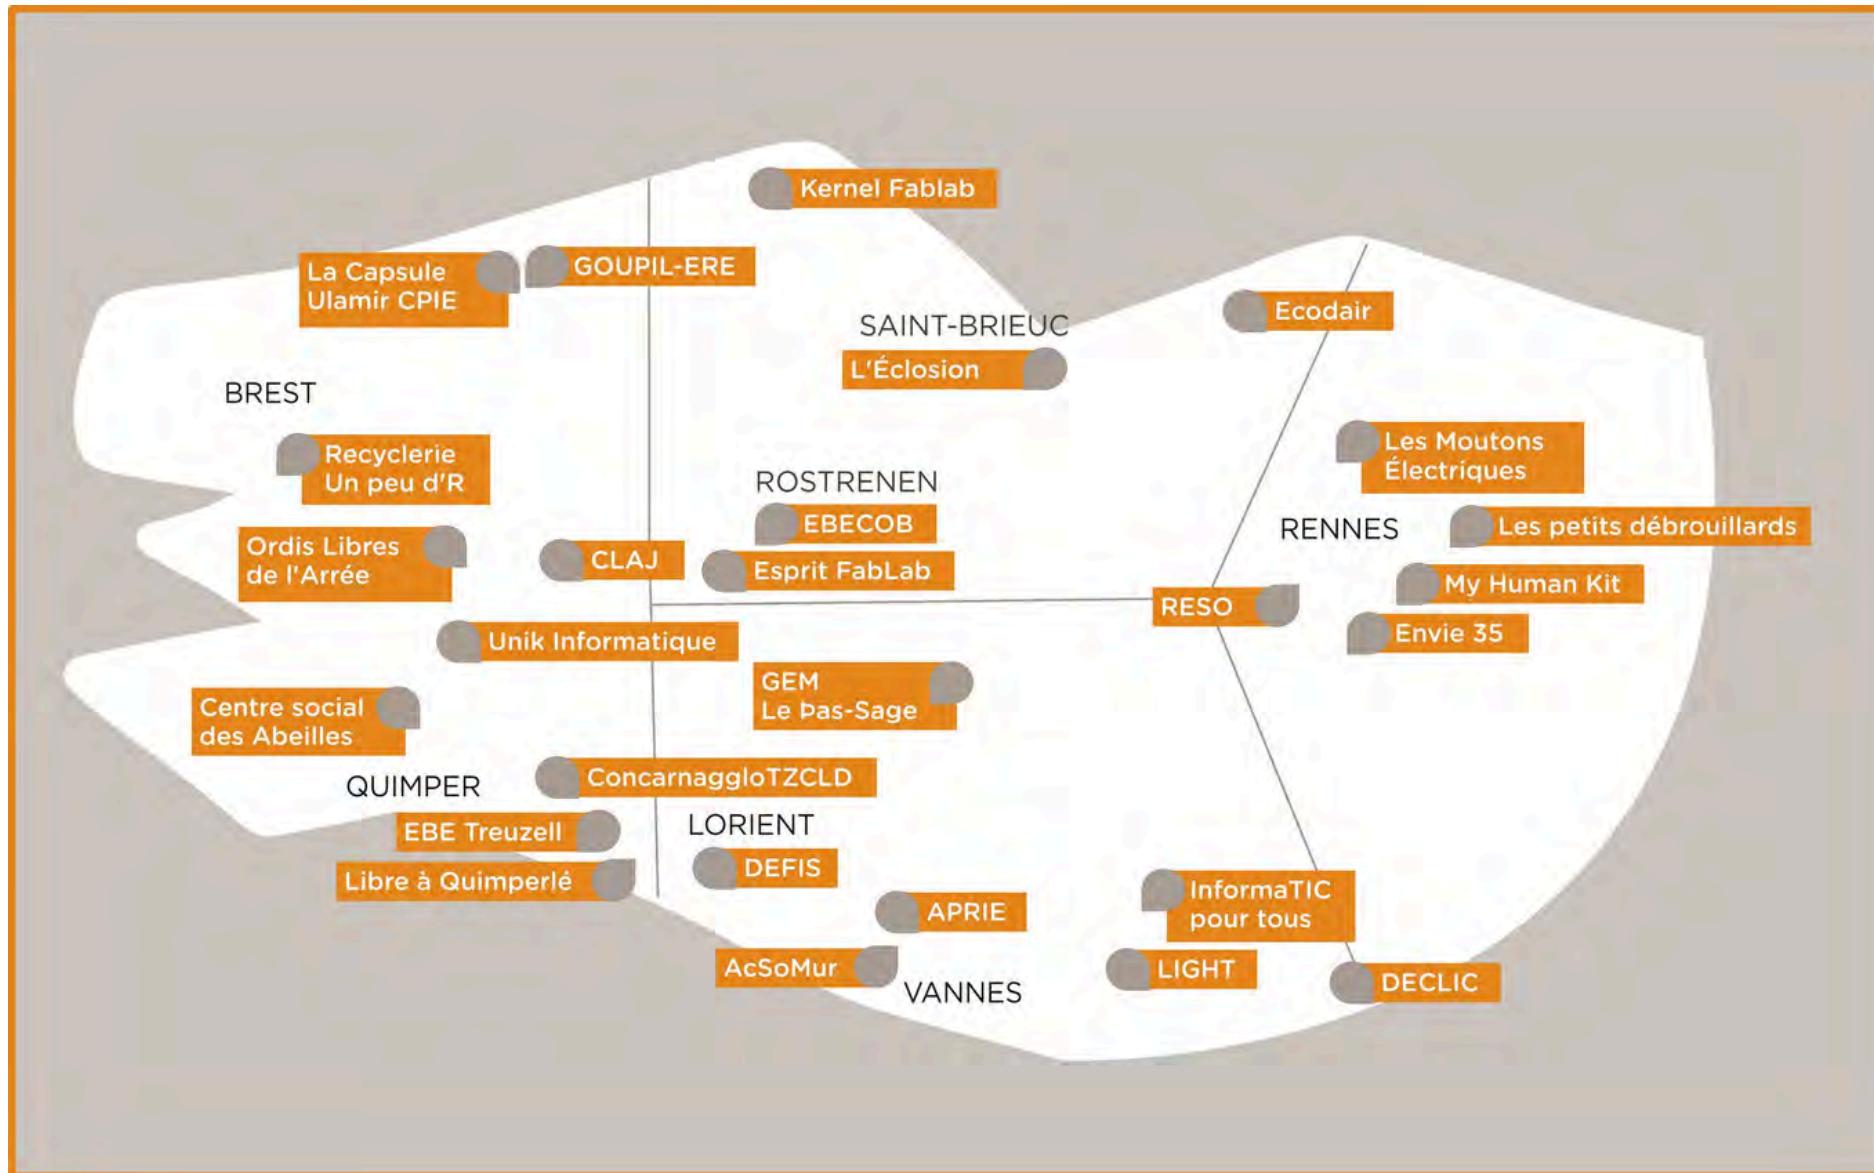 Kernel Fablab
La Capsule
Ulamir CPIE
GOUPIL-ERE
Ecodair
SAINT-BRIEUC
L'Éclosion
BREST
Recyclerie
Un peu d'R
Les Moutons
Électriques
ROSTRENEN
EBECOB
RENNES
Les petits débrouillards
Ordis Libres
de l'Arrée
CLAJ
Esprit FabLab
My Human Kit
RESO
Envie 35
Unik Informatique
GEM
Le Þas-Sage
Centre social
des Abeilles
QUIMPER
ConcarnaggloTZCLD
EBE Treuzell
LORIENT
DEFIS
Libre à Quimperlé
InformaTIC
pour tous
APRIE
AcSoMur
VANNES
LIGHT
DECLIC